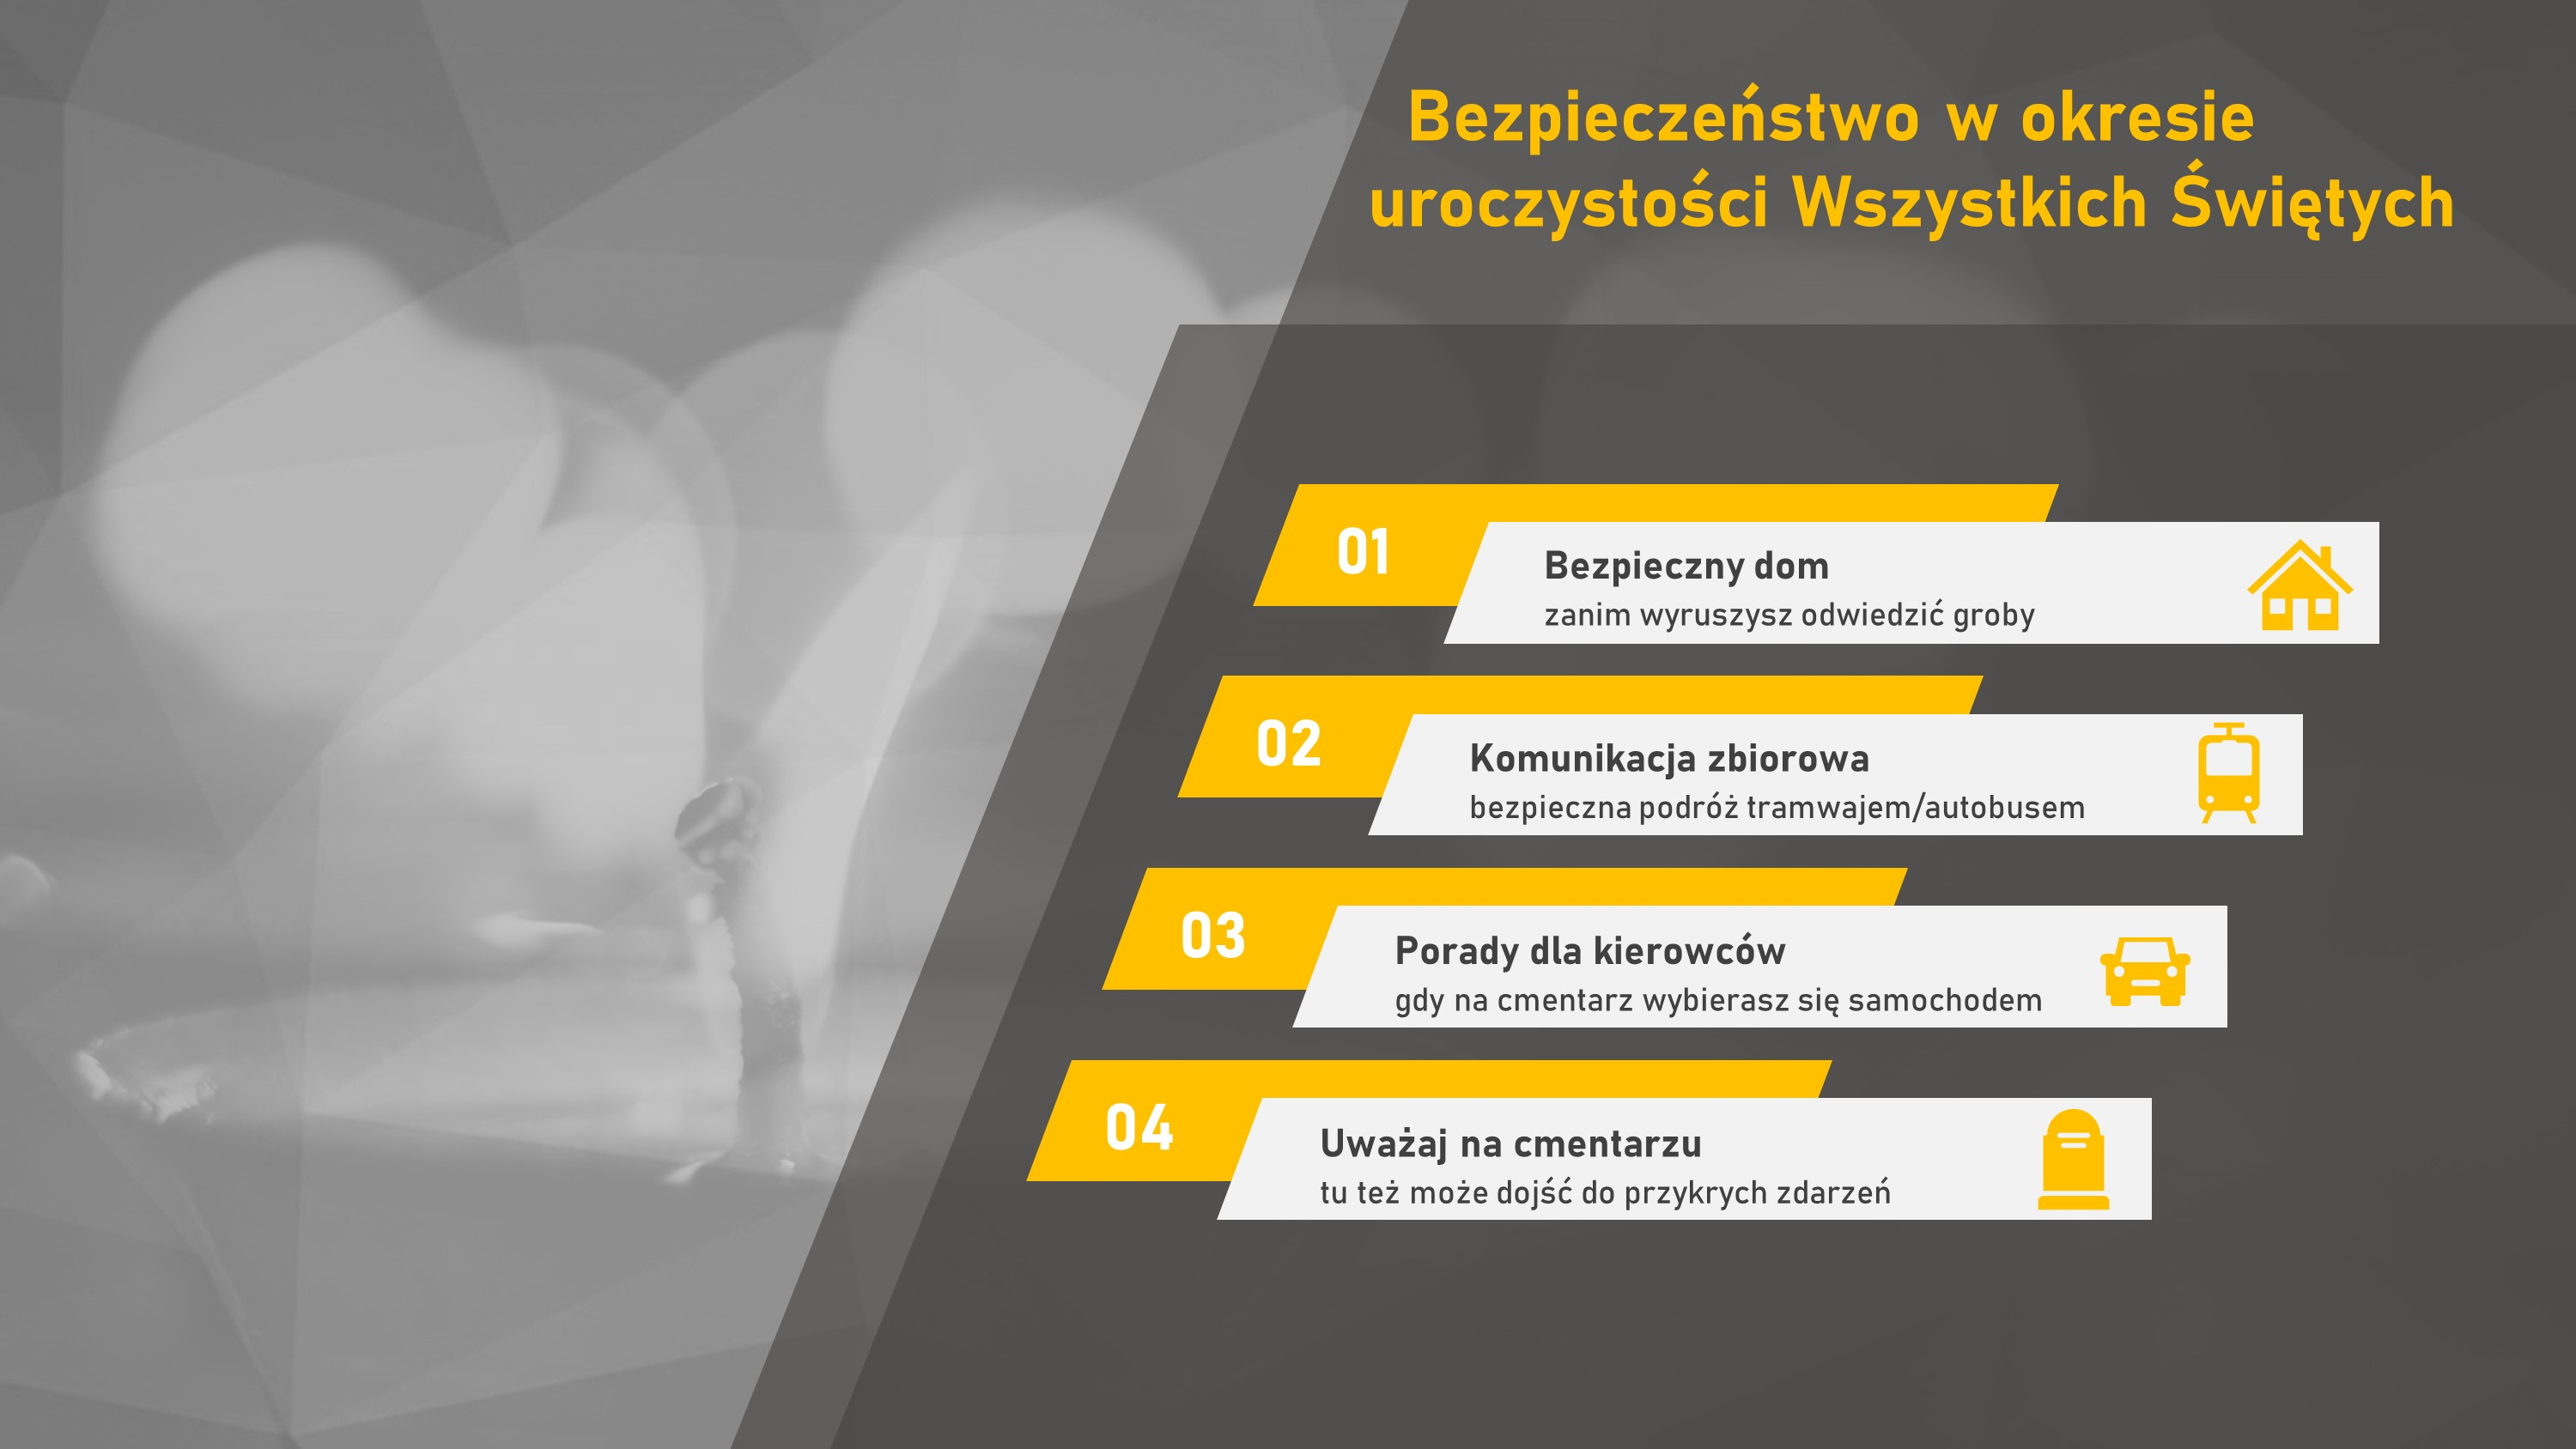 Bezpieczeństwo w okresie
uroczystości Wszystkich Świętych
01
Bezpieczny dom
zanim wyruszysz odwiedzić groby
02
Komunikacja zbiorowa
bezpieczna podróż tramwajem/autobusem
03
Porady dla kierowców
gdy na cmentarz wybierasz się samochodem
04
Uważaj na cmentarzu
tu też może dojść do przykrych zdarzeń